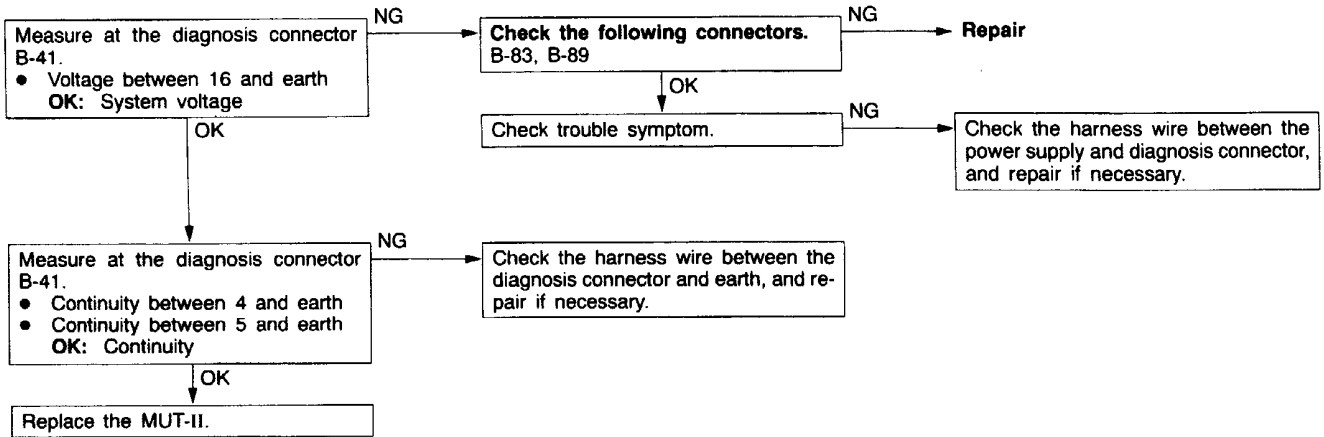 Measure at the diagnosis connector
B-41.
● Voltage between 16 and earth
OK: System voltage
NG
Check the following connectors.
B-83, B-89
NG
Repair
OK
Check trouble symptom.
NG
Check the harness wire between the
power supply and diagnosis connector,
and repair if necessary.
OK
Measure at the diagnosis connector
B-41.
● Continuity between 4 and earth
● Continuity between 5 and earth
OK: Continuity
NG
Check the harness wire between the
diagnosis connector and earth, and re-
pair if necessary.
OK
Replace the MUT-II.